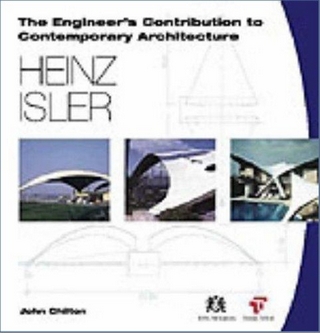 The Engineer's Contribution to
Contemporary Architecture
HEINZ
ISLER
John Chilton